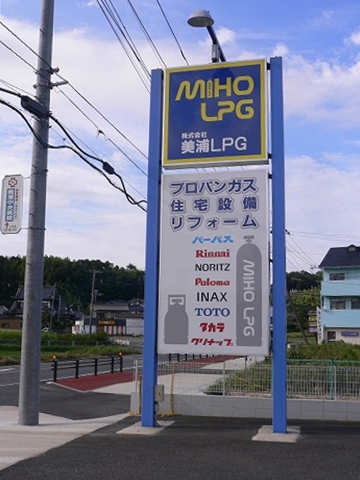 MiHO
LPG
株式会社
美浦LPG
プロパンガス
住宅設備
リフォーム
パーパス
Rinnai
NORITZ
Paloma
INAX
TOTO
タカラ
クリナップ
MiHO LPG